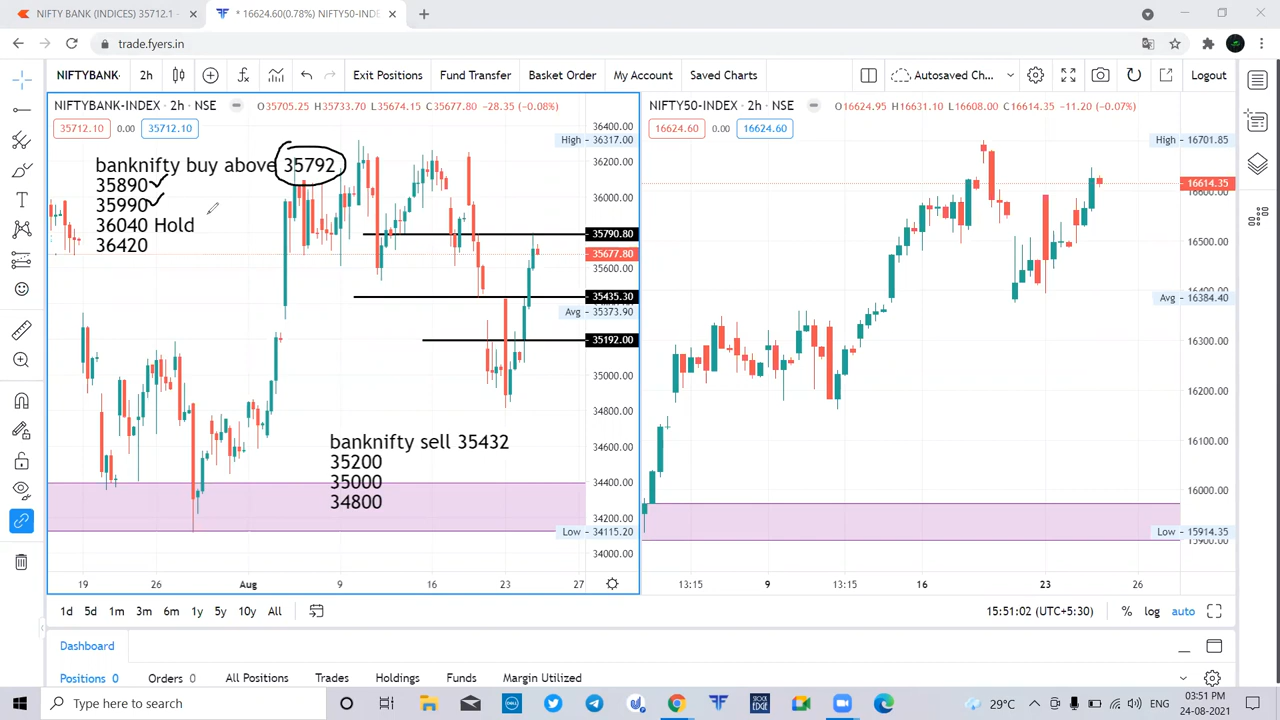 NIFTY BANK (INDICES) 35712.1
* 16624.60(0.78%) NIFTY50-INDE
trade.fyers.in
NIFTYBANK- 2h Exit Positions Fund Transfer Basket Order My Account Saved Charts Autosaved Ch... Logout
NIFTYBANK-INDEX · 2h · NSE O35705.25 H35733.70 L35674.15 C35677.80 -28.35 (-0.08%)
35712.10 0.00 35712.10
banknifty buy above 35792
35890
35990
36040 Hold
36420
banknifty sell 35432
35200
35000
34800
36400.00
High - 36317.00
36200.00
36000.00
35790.80
35677.80
35600.00
35435.30
Avg - 35373.90
35192.00
35000.00
34800.00
34600.00
34400.00
34200.00
Low - 34115.20
34000.00
19 26 Aug 9 16 23 27
NIFTY50-INDEX · 2h · NSE O16624.95 H16631.10 L16608.00 C16614.35 -11.20 (-0.07%)
16624.60 0.00 16624.60
High - 16701.85
16614.35
16600.00
16500.00
Avg - 16384.40
16300.00
16200.00
16100.00
16000.00
Low - 15914.35
15900.00
13:15 9 13:15 16 23 26
1d 5d 1m 3m 6m 1y 5y 10y All 15:51:02 (UTC+5:30) % log auto
Dashboard
Positions 0 Orders 0 All Positions Trades Holdings Funds Margin Utilized
Type here to search
DELL
STOCK EDGE
29°C ENG
03:51 PM
24-08-2021